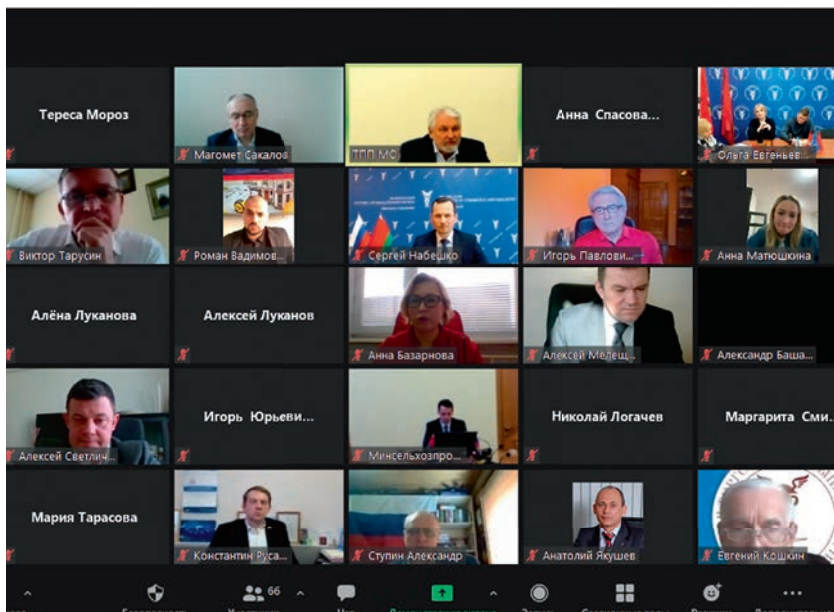 Тереса Мороз
Магомет Сакалов
ТПП МО
Анна Спасова...
Ольга Евгеньев...
Виктор Тарусин
Роман Вадимов...
Сергей Набешко
Игорь Павлови...
Анна Матюшкина
Алёна Луканова
Алексей Луканов
Анна Базарнова
Алексей Мелещ...
Александр Баша...
Алексей Светлич...
Игорь Юрьеви...
Минсельхозпро...
Николай Логачев
Маргарита Сми...
Мария Тарасова
Константин Руса...
Ступин Александр
Анатолий Якушев
Евгений Кошкин
66